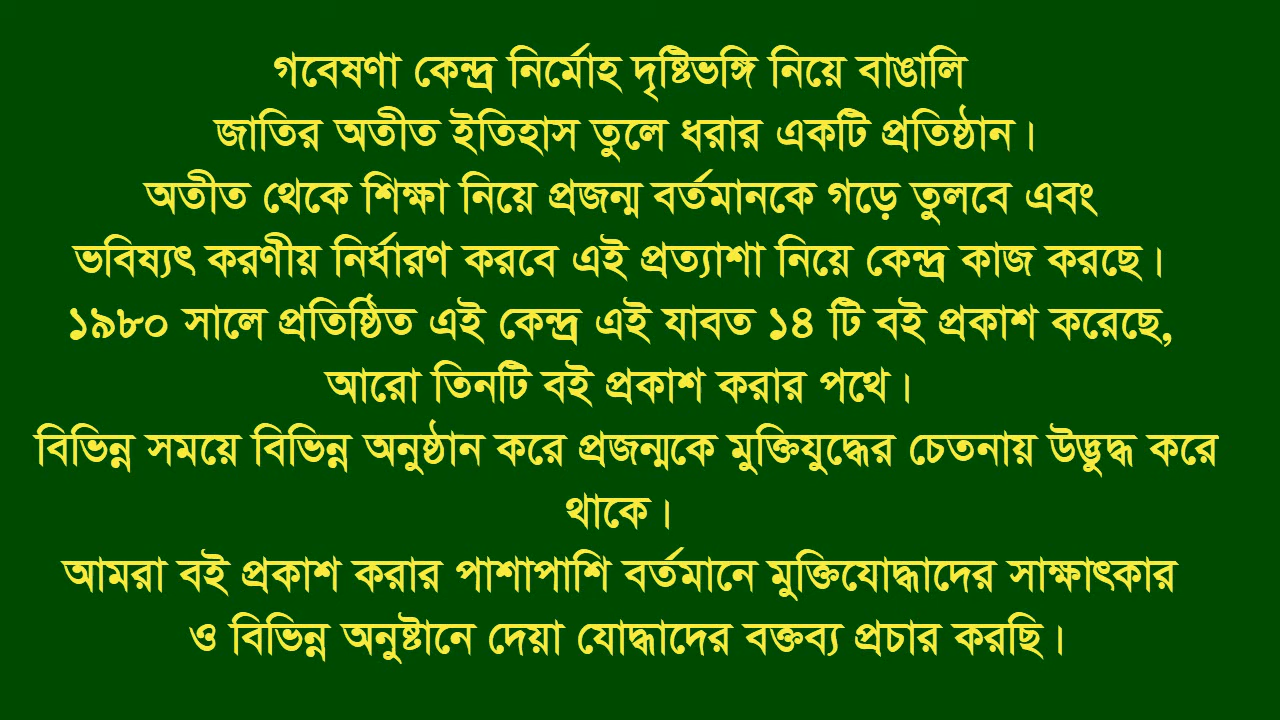 গবেষণা কেন্দ্র নির্মোহ দৃষ্টিভঙ্গি নিয়ে বাঙালি
জাতির অতীত ইতিহাস তুলে ধরার একটি প্রতিষ্ঠান।
অতীত থেকে শিক্ষা নিয়ে প্রজন্ম বর্তমানকে গড়ে তুলবে এবং
ভবিষ্যৎ করণীয় নির্ধারণ করবে এই প্রত্যাশা নিয়ে কেন্দ্র কাজ করছে।
১৯৮০ সালে প্রতিষ্ঠিত এই কেন্দ্র এই যাবত ১৪ টি বই প্রকাশ করেছে,
আরো তিনটি বই প্রকাশ করার পথে।
বিভিন্ন সময়ে বিভিন্ন অনুষ্ঠান করে প্রজন্মকে মুক্তিযুদ্ধের চেতনায় উদ্ভুদ্ধ করে
থাকে।
আমরা বই প্রকাশ করার পাশাপাশি বর্তমানে মুক্তিযোদ্ধাদের সাক্ষাৎকার
ও বিভিন্ন অনুষ্টানে দেয়া যোদ্ধাদের বক্তব্য প্রচার করছি।